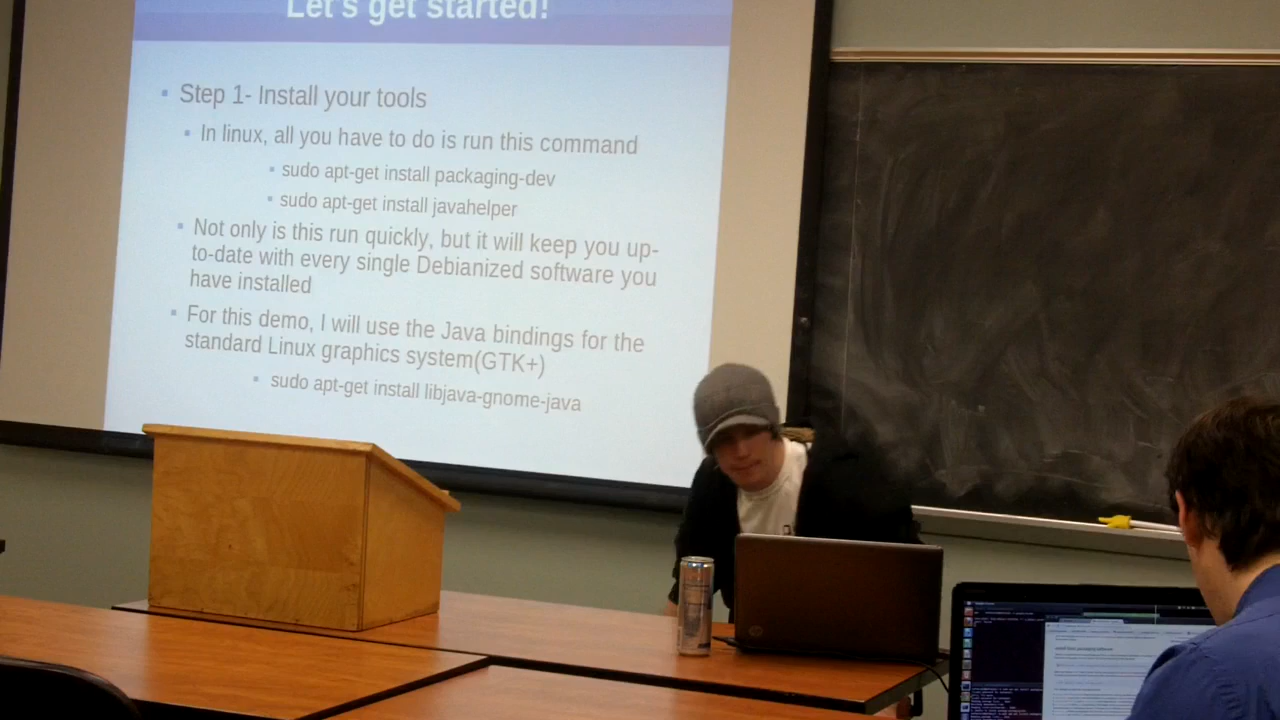 Let's get started!
Step 1- Install your tools
In linux, all you have to do is run this command
sudo apt-get install packaging-dev
sudo apt-get install javahelper
Not only is this run quickly, but it will keep you up-
to-date with every single Debianized software you
have installed
For this demo, I will use the Java bindings for the
standard Linux graphics system(GTK+)
sudo apt-get install libjava-gnome-java